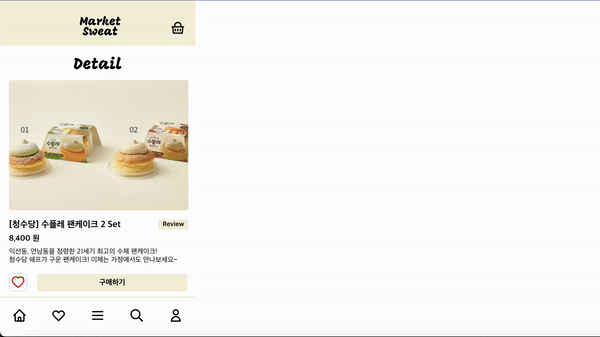 Market
Sweat
Detail
01
02
수플레
[청수당] 수플레 팬케이크 2 Set
Review
8,400 원
익선동, 연남동을 점령한 21세기 최고의 수제 팬케이크!
청수당 쉐프가 구운 팬케이크! 이제는 가정에서도 만나보세요~
구매하기